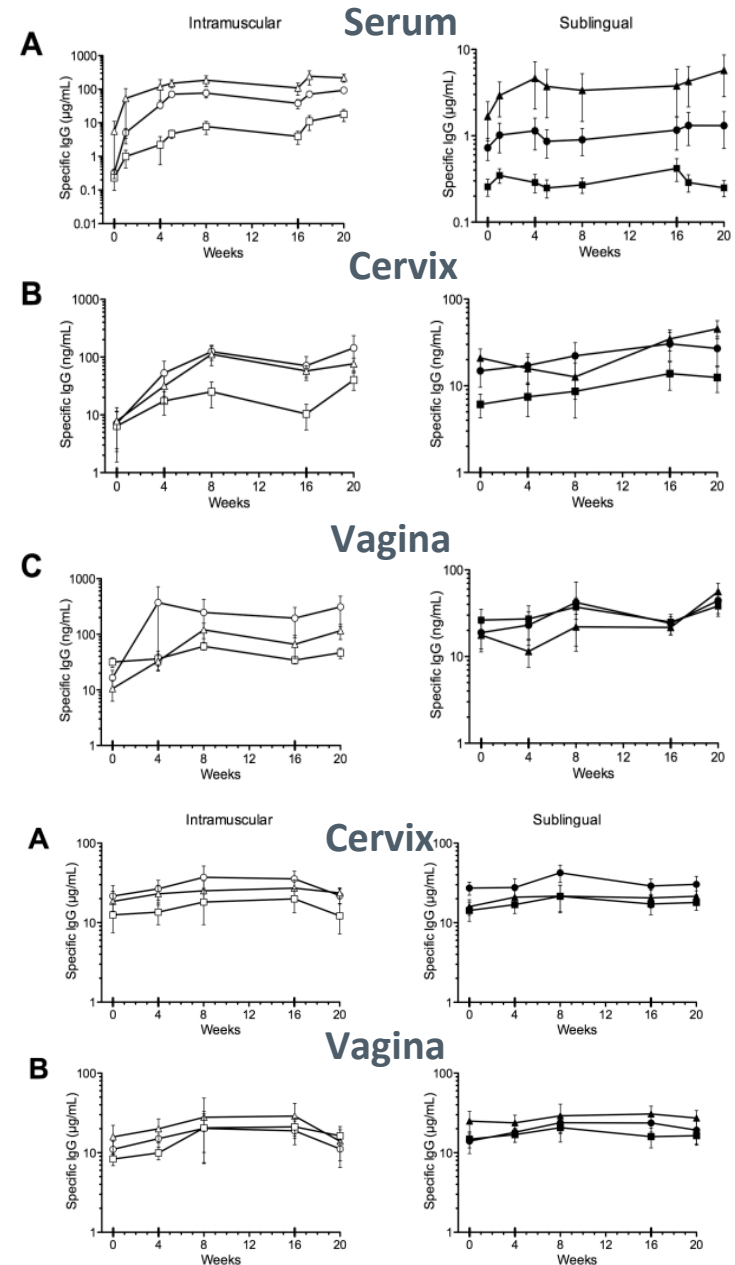 Intramuscular
Serum
Sublingual
A
Specific IgG (µg/mL)
1000
100
10
1
0.1
0.01
0 4 8 12 16 20
Weeks
Specific IgG (µg/mL)
10
1
0.1
0 4 8 12 16 20
Weeks
Cervix
B
Specific IgG (ng/mL)
1000
100
10
1
0 4 8 12 16 20
Weeks
Specific IgG (ng/mL)
100
10
1
0 4 8 12 16 20
Weeks
Vagina
C
Specific IgG (ng/mL)
1000
100
10
1
0 4 8 12 16 20
Weeks
Specific IgG (ng/mL)
100
10
1
0 4 8 12 16 20
Weeks
Intramuscular
Cervix
Sublingual
A
Specific IgG (µg/mL)
100
10
1
0 4 8 12 16 20
Weeks
Specific IgG (µg/mL)
100
10
1
0 4 8 12 16 20
Weeks
Vagina
B
Specific IgG (µg/mL)
100
10
1
0 4 8 12 16 20
Weeks
Specific IgG (µg/mL)
100
10
1
0 4 8 12 16 20
Weeks